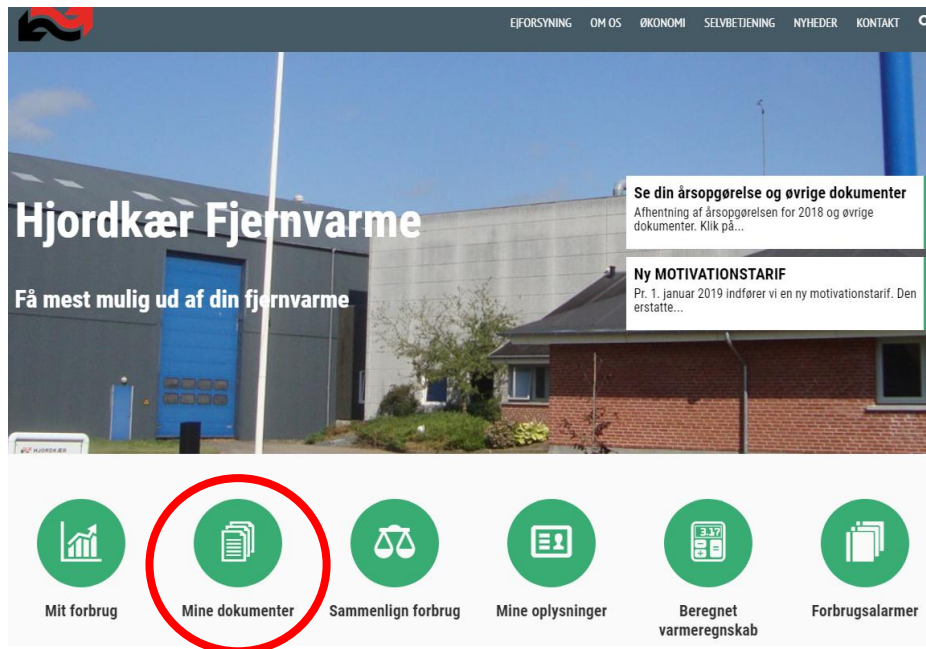 EJFORSYNING OM OS ØKONOMI SELVBETJENING NYHEDER KONTAKT
Hjordkær Fjernvarme
Få mest mulig ud af din fjernvarme
Se din årsopgørelse og øvrige dokumenter
Afhentning af årsopgørelsen for 2018 og øvrige
dokumenter. Klik på...
Ny MOTIVATIONSTARIF
Pr. 1. januar 2019 indfører vi en ny motivationstarif. Den
erstatte...
HJORDKÆR
Mit forbrug
Mine dokumenter
Sammenlign forbrug
Mine oplysninger
3.17
Beregnet
varmeregnskab
Forbrugsalarmer